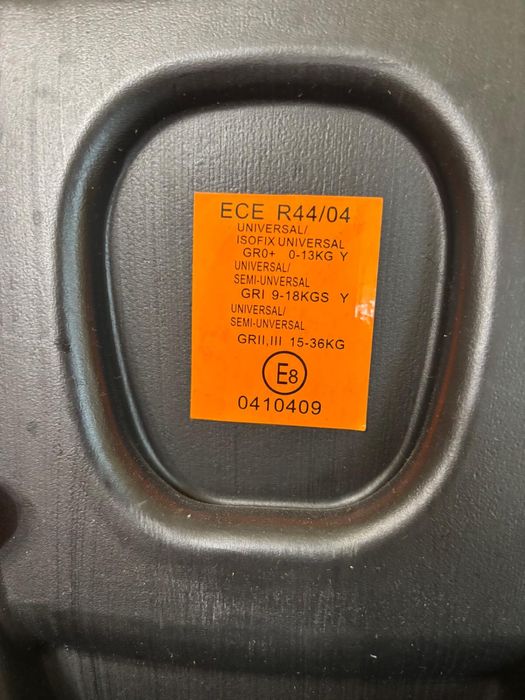 ECE R44/04
UNIVERSAL/
ISOFIX UNIVERSAL
GR0+ 0-13KG Y
UNIVERSAL/
SEMI-UNIVERSAL
GRI 9-18KGS Y
UNIVERSAL/
SEMI-UNVERSAL
GRII,III 15-36KG
E8
0410409